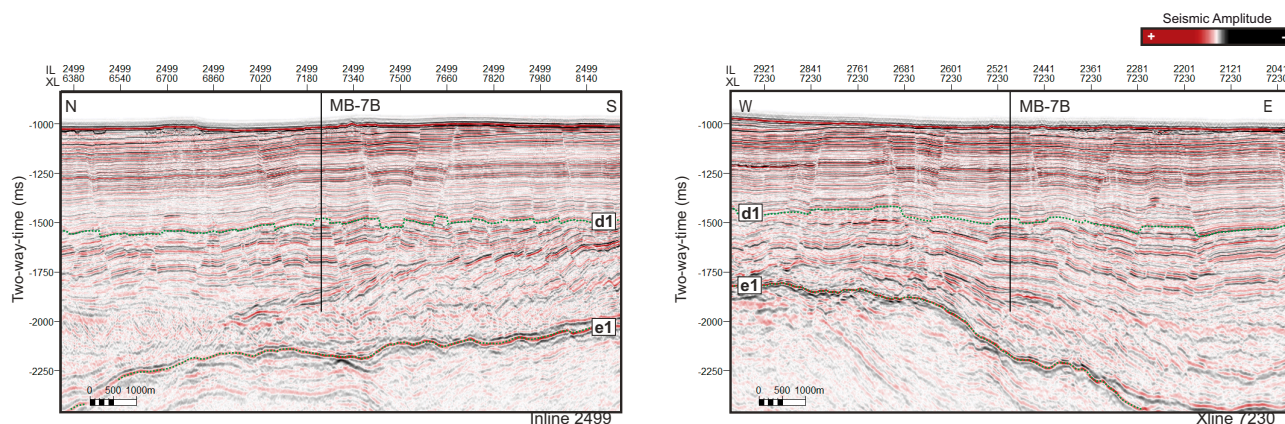 Seismic Amplitude
+ -
IL 2499 2499 2499 2499 2499 2499 2499 2499 2499 2499 2499 2499
XL 6380 6540 6700 6860 7020 7180 7340 7500 7660 7820 7980 8140
N MB-7B S
-1000
-1250
-1500
-1750
-2000
-2250
Two-way-time (ms)
d1
e1
0 500 1000m
Inline 2499
IL 2921 2841 2761 2681 2601 2521 2441 2361 2281 2201 2121 2041
XL 7230 7230 7230 7230 7230 7230 7230 7230 7230 7230 7230 7230
W MB-7B E
-1000
-1250
-1500
-1750
-2000
-2250
Two-way-time (ms)
d1
e1
0 500 1000m
Xline 7230